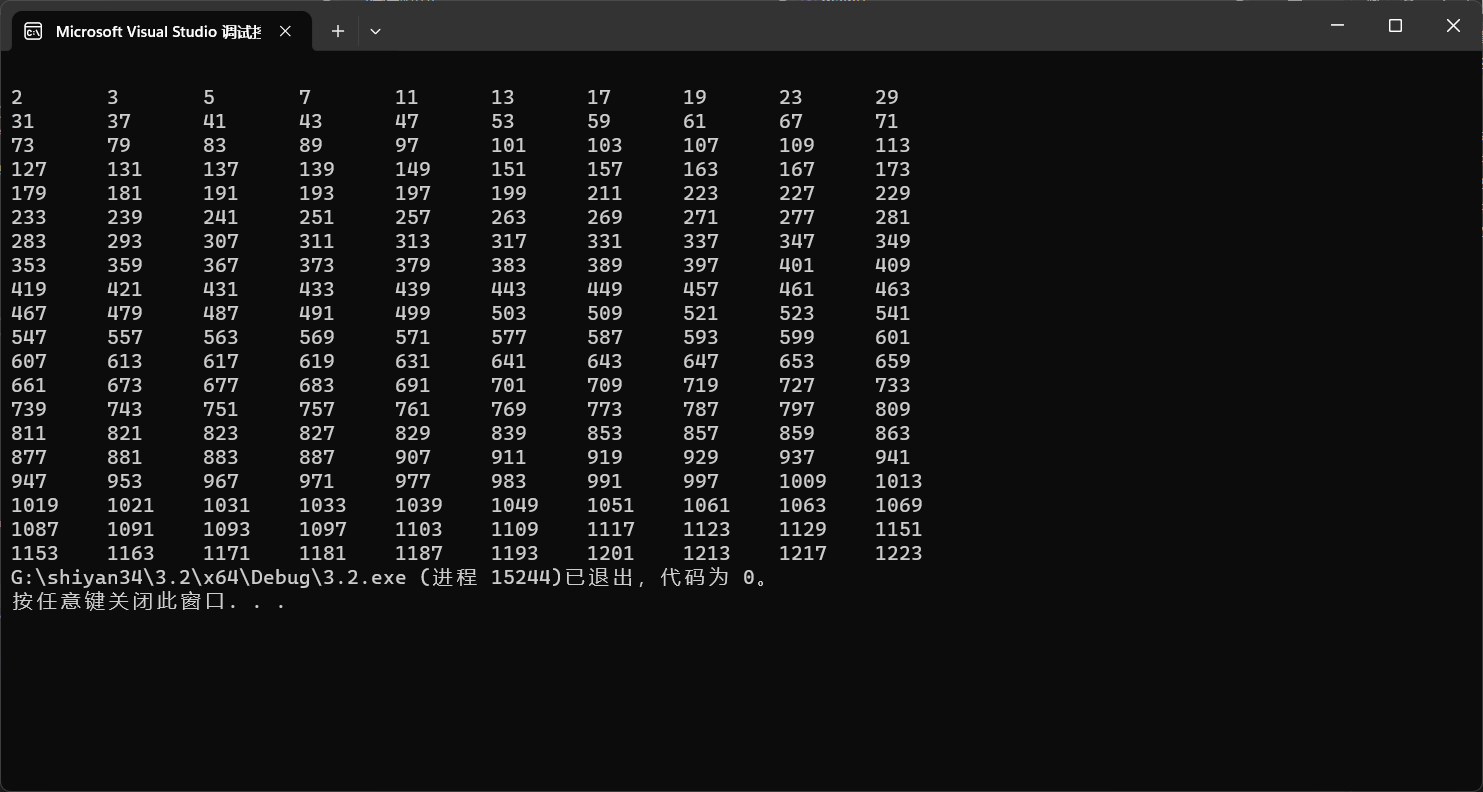 Microsoft Visual Studio 调试
2 3 5 7 11 13 17 19 23 29
31 37 41 43 47 53 59 61 67 71
73 79 83 89 97 101 103 107 109 113
127 131 137 139 149 151 157 163 167 173
179 181 191 193 197 199 211 223 227 229
233 239 241 251 257 263 269 271 277 281
283 293 307 311 313 317 331 337 347 349
353 359 367 373 379 383 389 397 401 409
419 421 431 433 439 443 449 457 461 463
467 479 487 491 499 503 509 521 523 541
547 557 563 569 571 577 587 593 599 601
607 613 617 619 631 641 643 647 653 659
661 673 677 683 691 701 709 719 727 733
739 743 751 757 761 769 773 787 797 809
811 821 823 827 829 839 853 857 859 863
877 881 883 887 907 911 919 929 937 941
947 953 967 971 977 983 991 997 1009 1013
1019 1021 1031 1033 1039 1049 1051 1061 1063 1069
1087 1091 1093 1097 1103 1109 1117 1123 1129 1151
1153 1163 1171 1181 1187 1193 1201 1213 1217 1223
G:\shiyan34\3.2\x64\Debug\3.2.exe (进程 15244)已退出，代码为 0。
按任意键关闭此窗口. . .